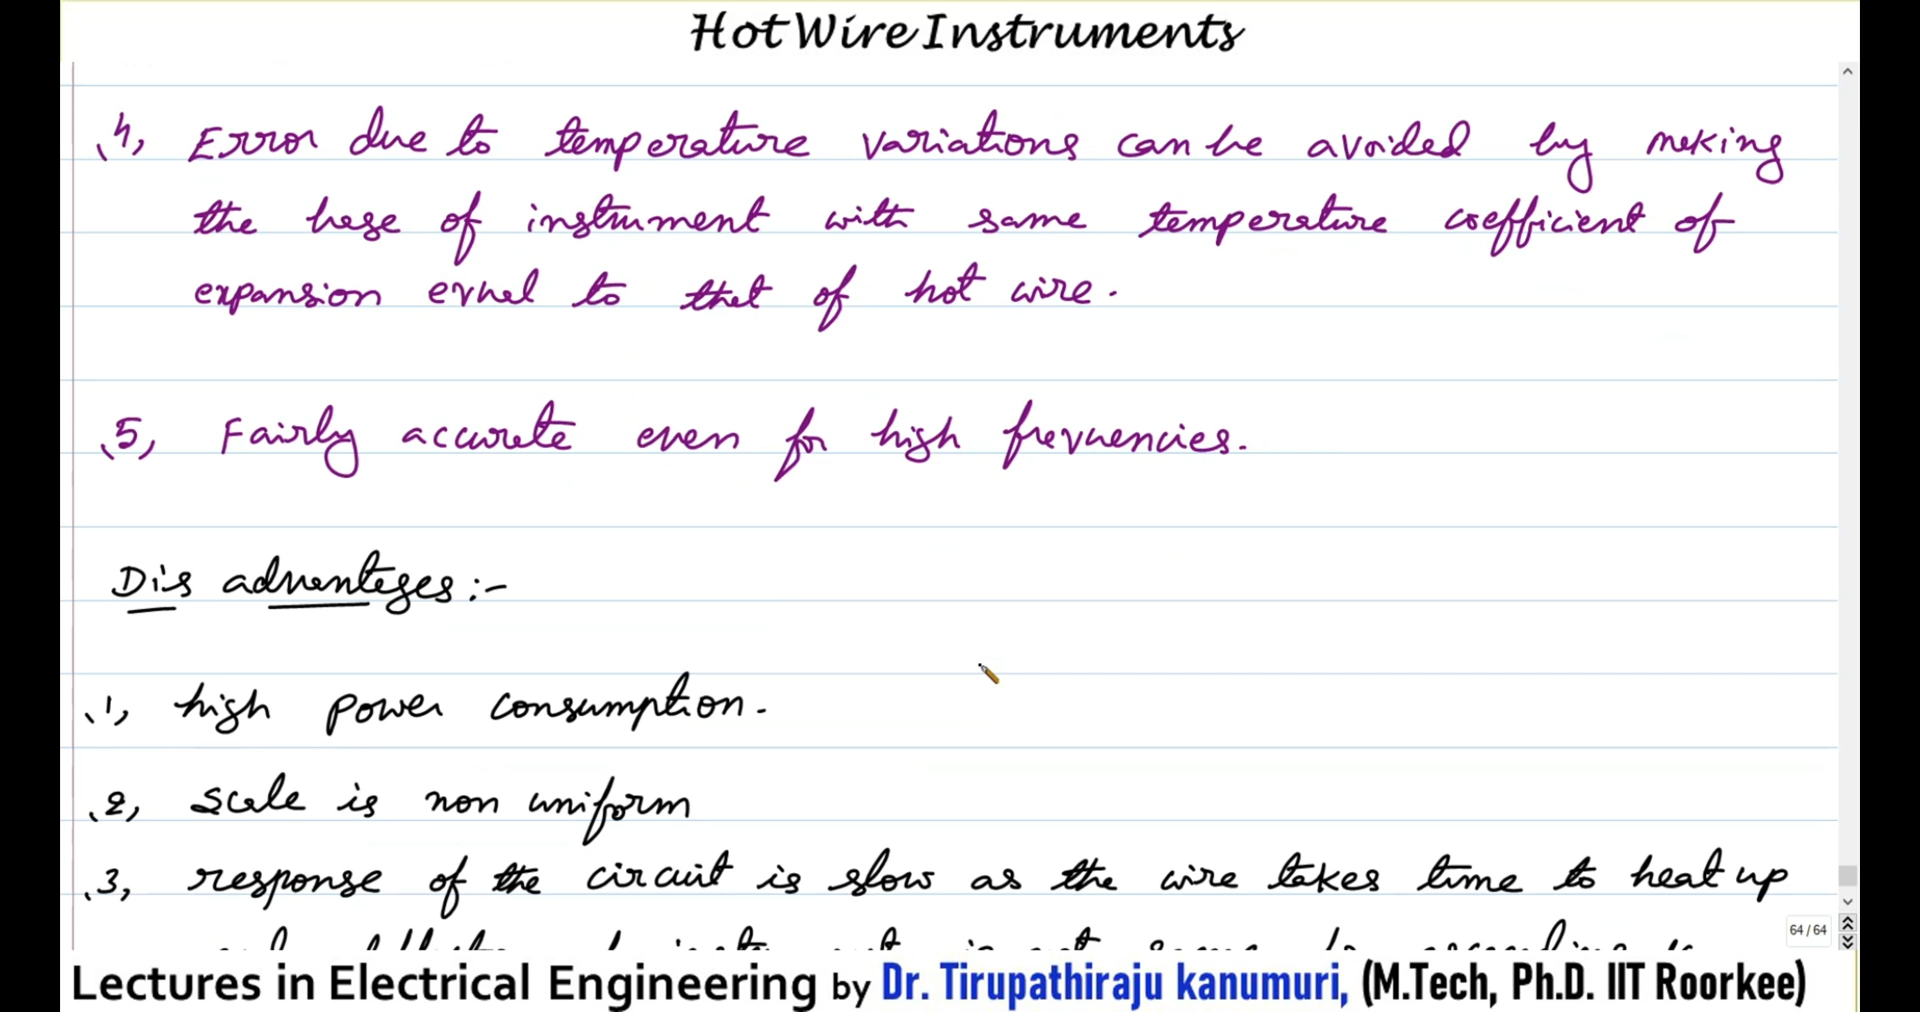 Hot Wire Instruments
(4) Error due to temperature variations can be avoided by making
the base of instrument with same temperature coefficient of
expansion equal to that of hot wire.
(5) Fairly accurate even for high frequencies.
Dis advantages:-
(1) high power consumption.
(2) Scale is non uniform
(3) response of the circuit is slow as the wire takes time to heat up
64 / 64
Lectures in Electrical Engineering by Dr. Tirupathiraju kanumuri, (M.Tech, Ph.D. IIT Roorkee)